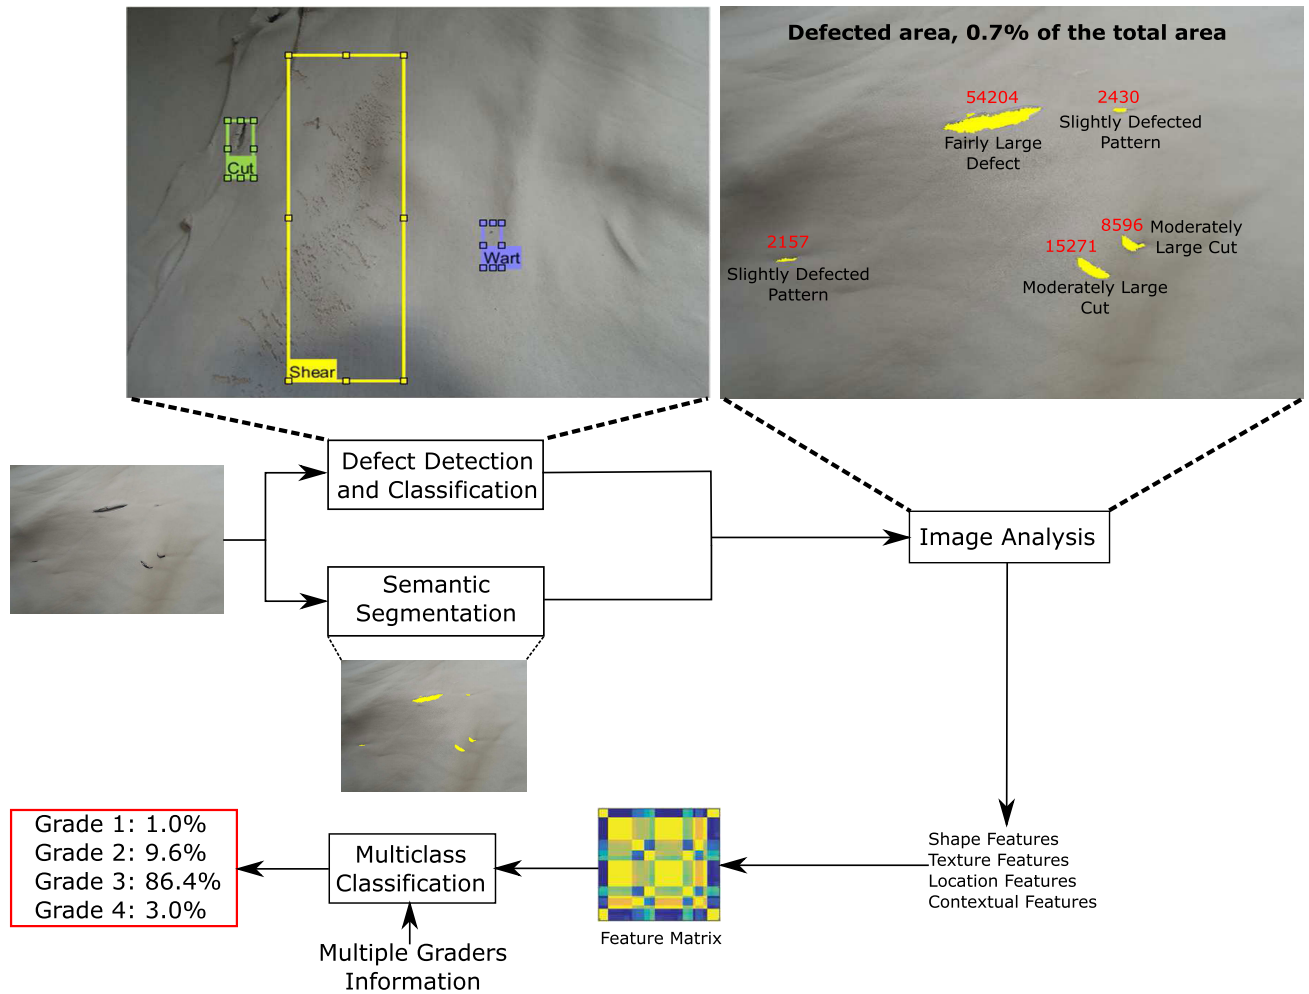 Cut
Shear
Wart
Defected area, 0.7% of the total area
54204
Fairly Large
Defect
2430
Slightly Defected
Pattern
2157
Slightly Defected
Pattern
8596
Moderately
Large Cut
15271
Moderately Large
Cut
Defect Detection
and Classification
Semantic
Segmentation
Image Analysis
Shape Features
Texture Features
Location Features
Contextual Features
Feature Matrix
Multiclass
Classification
Multiple Graders
Information
Grade 1: 1.0%
Grade 2: 9.6%
Grade 3: 86.4%
Grade 4: 3.0%